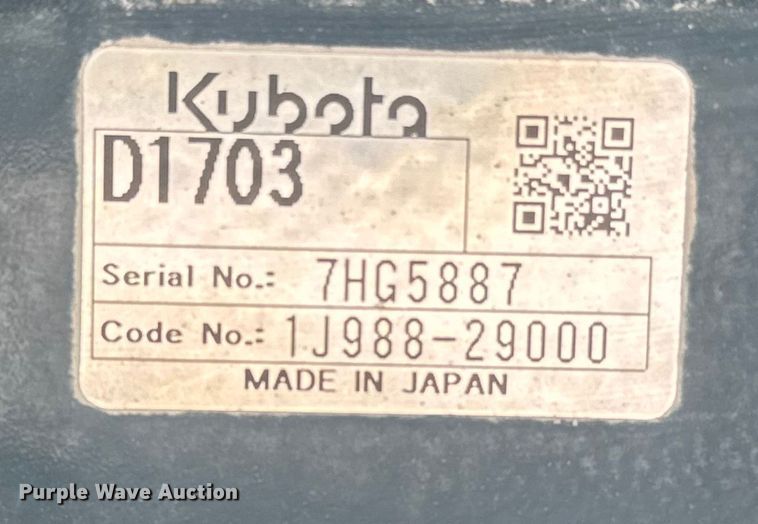 Kubota
D1703
Serial No.: 7HG5887
Code No.: 1J988-29000
MADE IN JAPAN
Purple Wave Auction